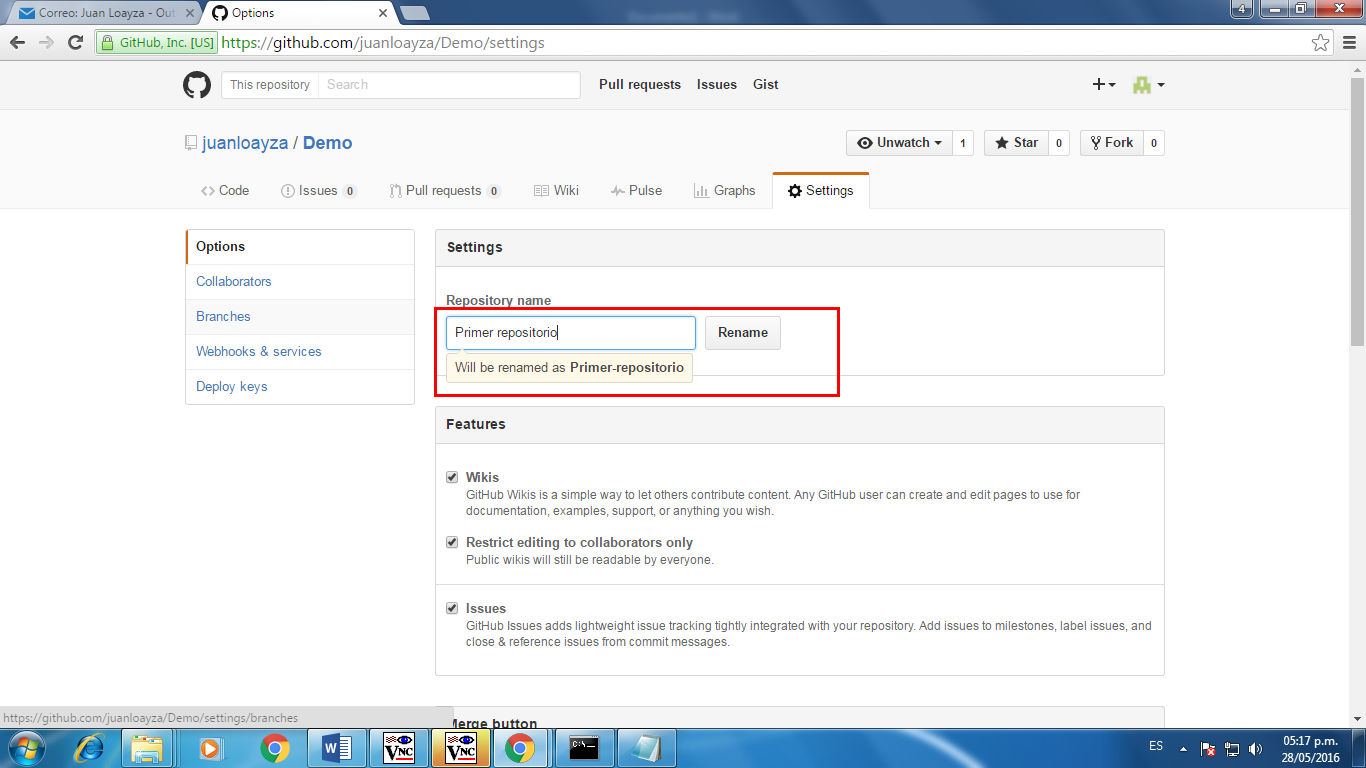 Correo: Juan Loayza - Out
Options
4
GitHub, Inc. [US] https://github.com/juanloayza/Demo/settings
This repository Search Pull requests Issues Gist
juanloayza / Demo
Unwatch 1 Star 0 Fork 0
Code Issues 0 Pull requests 0 Wiki Pulse Graphs Settings
Options
Collaborators
Branches
Webhooks & services
Deploy keys
Settings
Repository name
Primer repositorio Rename
Will be renamed as Primer-repositorio
Features
Wikis
GitHub Wikis is a simple way to let others contribute content. Any GitHub user can create and edit pages to use for
documentation, examples, support, or anything you wish.
Restrict editing to collaborators only
Public wikis will still be readable by everyone.
Issues
GitHub Issues adds lightweight issue tracking tightly integrated with your repository. Add issues to milestones, label issues, and
close & reference issues from commit messages.
Merge button
https://github.com/juanloayza/Demo/settings/branches
VNC VNC
ES
05:17 p.m.
28/05/2016